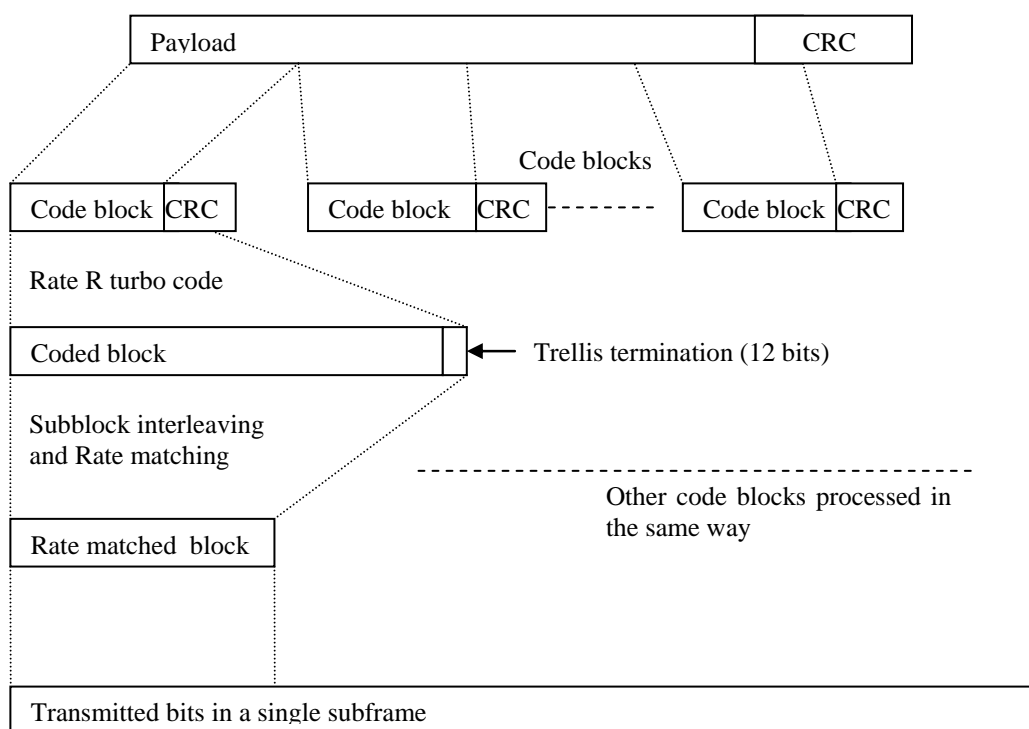 Payload CRC
Code blocks
Code block CRC Code block CRC Code block CRC
Rate R turbo code
Coded block
Trellis termination (12 bits)
Subblock interleaving
and Rate matching
Other code blocks processed in
the same way
Rate matched block
Transmitted bits in a single subframe